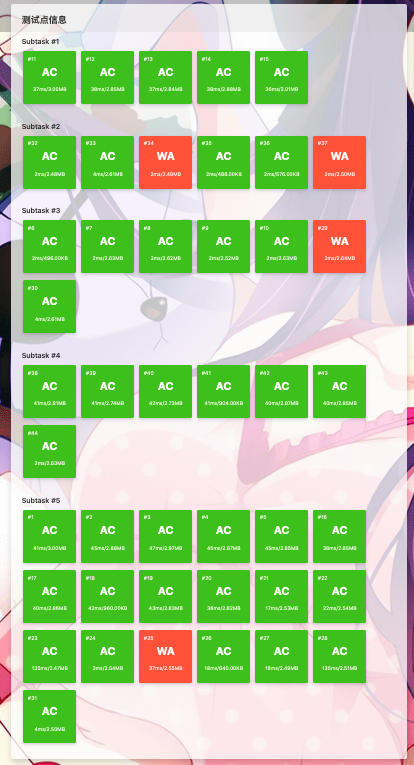 测试点信息
Subtask #1
#11 #12 #13 #14 #15
AC AC AC AC AC
37ms/3.00MB 38ms/2.85MB 37ms/2.84MB 38ms/2.88MB 36ms/3.01MB
Subtask #2
#32 #33 #34 #35 #36 #37
AC AC WA AC AC WA
2ms/2.48MB 4ms/2.61MB 2ms/2.49MB 2ms/488.00KB 2ms/576.00KB 2ms/2.50MB
Subtask #3
#6 #7 #8 #9 #10 #29
AC AC AC AC AC WA
2ms/496.00KB 2ms/2.63MB 2ms/2.62MB 2ms/2.52MB 2ms/2.63MB 2ms/2.64MB
#30
AC
4ms/2.61MB
Subtask #4
#38 #39 #40 #41 #42 #43
AC AC AC AC AC AC
41ms/2.81MB 41ms/2.74MB 42ms/2.73MB 41ms/904.00KB 40ms/2.87MB 40ms/2.85MB
#44
AC
2ms/2.63MB
Subtask #5
#1 #2 #3 #4 #5 #16
AC AC AC AC AC AC
41ms/3.00MB 45ms/2.88MB 47ms/2.97MB 45ms/2.87MB 45ms/2.85MB 38ms/2.85MB
#17 #18 #19 #20 #21 #22
AC AC AC AC AC AC
40ms/2.86MB 42ms/960.00KB 43ms/2.83MB 38ms/2.82MB 17ms/2.53MB 22ms/2.54MB
#23 #24 #25 #26 #27 #28
AC AC WA AC AC AC
135ms/2.47MB 2ms/2.54MB 37ms/2.55MB 18ms/640.00KB 18ms/2.49MB 135ms/2.51MB
#31
AC
4ms/2.50MB